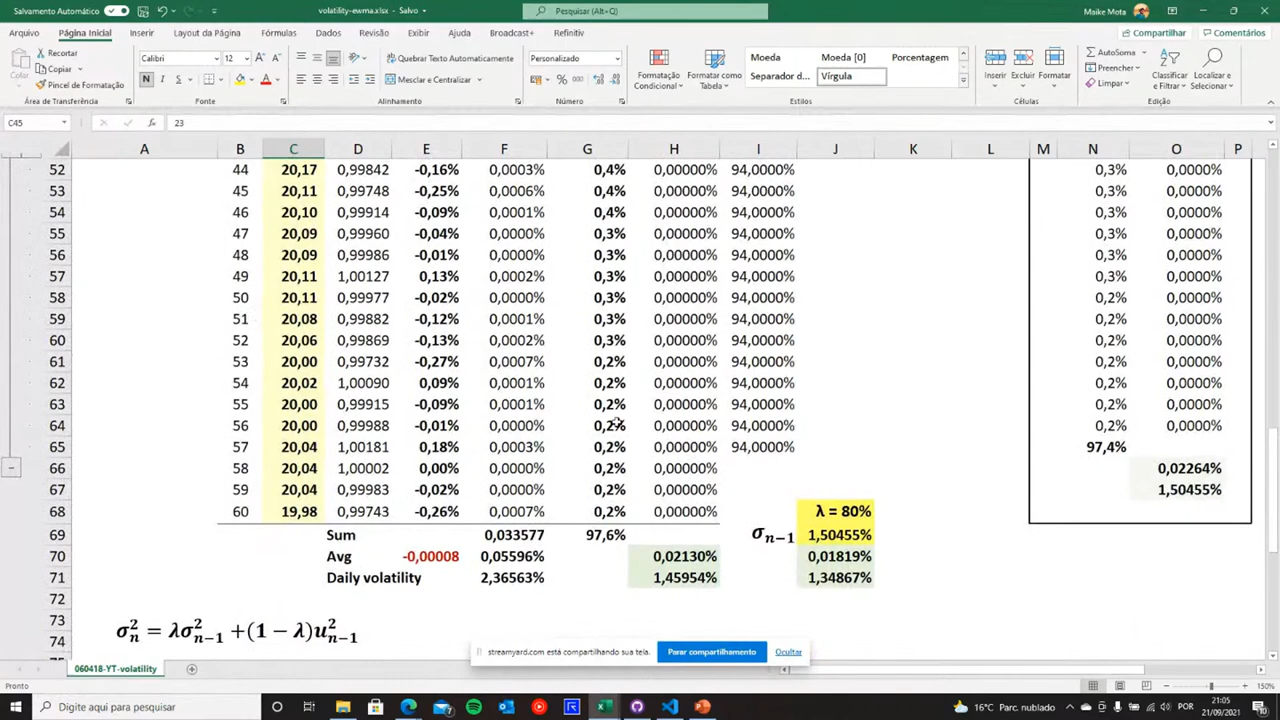 Salvamento Automático
volatility-ewma.xlsx - Salvo
Pesquisar (Alt+Q)
Maike Mota
Arquivo Página Inicial Inserir Layout da Página Fórmulas Dados Revisão Exibir Ajuda Broadcast+ Refinitiv Compartilhar Comentários
Colar Recortar Copiar Pincel de Formatação
Área de Transferência
Calibri 12
N I S
Fonte
Quebrar Texto Automaticamente
Mesclar e Centralizar
Alinhamento
Personalizado
% 000
Número
Formatação Condicional Formatar como Tabela
Moeda Moeda [0] Porcentagem
Separador d... Vírgula
Estilos
Inserir Excluir Formatar
Células
AutoSoma
Preencher
Limpar
Classificar e Filtrar Localizar e Selecionar
Edição
C45 fx 23
A B C D E F G H I J K L M N O P
52 44 20,17 0,99842 -0,16% 0,0003% 0,4% 0,00000% 94,0000% 0,3% 0,0000%
53 45 20,11 0,99748 -0,25% 0,0006% 0,4% 0,00000% 94,0000% 0,3% 0,0000%
54 46 20,10 0,99914 -0,09% 0,0001% 0,4% 0,00000% 94,0000% 0,3% 0,0000%
55 47 20,09 0,99960 -0,04% 0,0000% 0,3% 0,00000% 94,0000% 0,3% 0,0000%
56 48 20,09 0,99986 -0,01% 0,0000% 0,3% 0,00000% 94,0000% 0,3% 0,0000%
57 49 20,11 1,00127 0,13% 0,0002% 0,3% 0,00000% 94,0000% 0,3% 0,0000%
58 50 20,11 0,99977 -0,02% 0,0000% 0,3% 0,00000% 94,0000% 0,2% 0,0000%
59 51 20,08 0,99882 -0,12% 0,0001% 0,3% 0,00000% 94,0000% 0,2% 0,0000%
60 52 20,06 0,99869 -0,13% 0,0002% 0,3% 0,00000% 94,0000% 0,2% 0,0000%
61 53 20,00 0,99732 -0,27% 0,0007% 0,2% 0,00000% 94,0000% 0,2% 0,0000%
62 54 20,02 1,00090 0,09% 0,0001% 0,2% 0,00000% 94,0000% 0,2% 0,0000%
63 55 20,00 0,99915 -0,09% 0,0001% 0,2% 0,00000% 94,0000% 0,2% 0,0000%
64 56 20,00 0,99988 -0,01% 0,0000% 0,2% 0,00000% 94,0000% 0,2% 0,0000%
65 57 20,04 1,00181 0,18% 0,0003% 0,2% 0,00000% 94,0000% 97,4%
66 58 20,04 1,00002 0,00% 0,0000% 0,2% 0,00000% 0,02264%
67 59 20,04 0,99983 -0,02% 0,0000% 0,2% 0,00000% 1,50455%
68 60 19,98 0,99743 -0,26% 0,0007% 0,2% 0,00000% λ = 80%
69 Sum 0,033577 97,6% σn−1 1,50455%
70 Avg -0,00008 0,05596% 0,02130% 0,01819%
71 Daily volatility 2,36563% 1,45954% 1,34867%
72
73 σ²n = λσ²n−1 +(1 − λ)u²n−1
74
streamyard.com está compartilhando sua tela. Parar compartilhamento Ocultar
060418-YT-volatility
Pronto 150%
Digite aqui para pesquisar
16°C Parc. nublado POR 21:05
21/09/2021